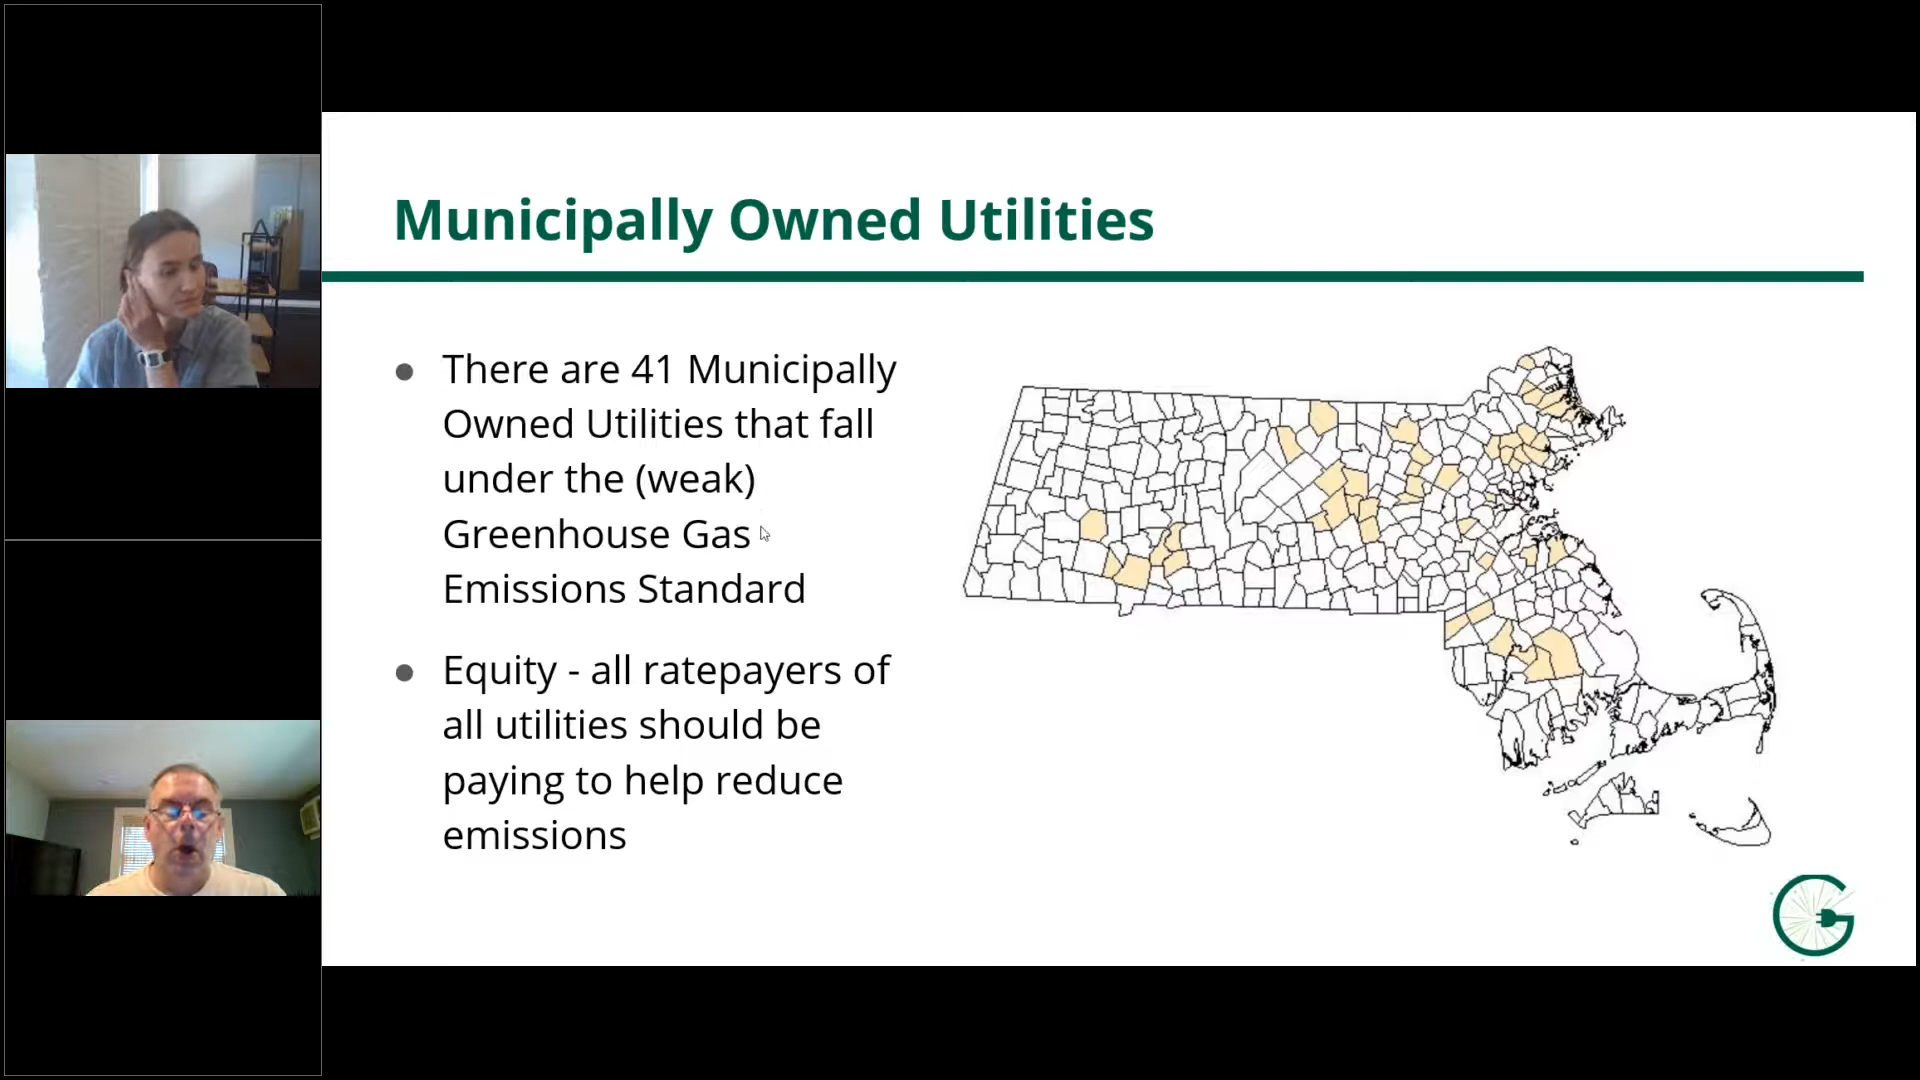 Municipally Owned Utilities
There are 41 Municipally
Owned Utilities that fall
under the (weak)
Greenhouse Gas
Emissions Standard
Equity - all ratepayers of
all utilities should be
paying to help reduce
emissions